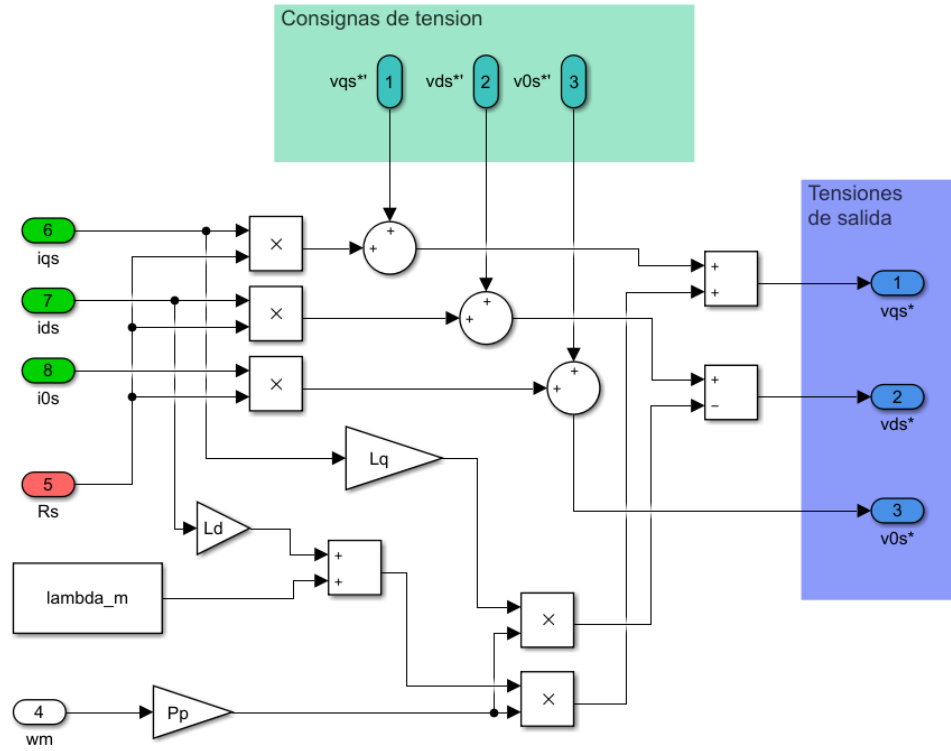 Consignas de tension
vqs*'
1
vds*'
2
v0s*'
3
Tensiones
de salida
6
iqs
×
+
+
+
+
1
vqs*
7
ids
×
+
+
8
i0s
×
+
+
+
−
2
vds*
Lq
5
Rs
3
v0s*
Ld
+
+
lambda_m
×
×
4
wm
Pp